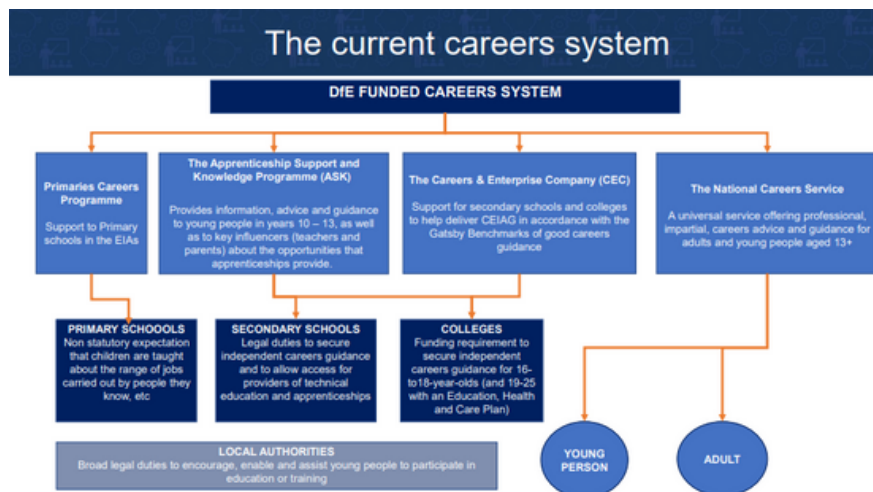 The current careers system
DfE FUNDED CAREERS SYSTEM
Primaries Careers
Programme
Support to Primary
schools in the EIAs
The Apprenticeship Support and
Knowledge Programme (ASK)
Provides information, advice and guidance
to young people in years 10 – 13, as well
as to key influencers (teachers and
parents) about the opportunities that
apprenticeships provide.
The Careers & Enterprise Company (CEC)
Support for secondary schools and colleges
to help deliver CEIAG in accordance with the
Gatsby Benchmarks of good careers
guidance
The National Careers Service
A universal service offering professional,
impartial, careers advice and guidance for
adults and young people aged 13+
PRIMARY SCHOOOLS
Non statutory expectation
that children are taught
about the range of jobs
carried out by people they
know, etc
SECONDARY SCHOOLS
Legal duties to secure
independent careers guidance
and to allow access for
providers of technical
education and apprenticeships
COLLEGES
Funding requirement to
secure independent
careers guidance for 16-
to18-year-olds (and 19-25
with an Education, Health
and Care Plan)
LOCAL AUTHORITIES
Broad legal duties to encourage, enable and assist young people to participate in
education or training
YOUNG
PERSON
ADULT